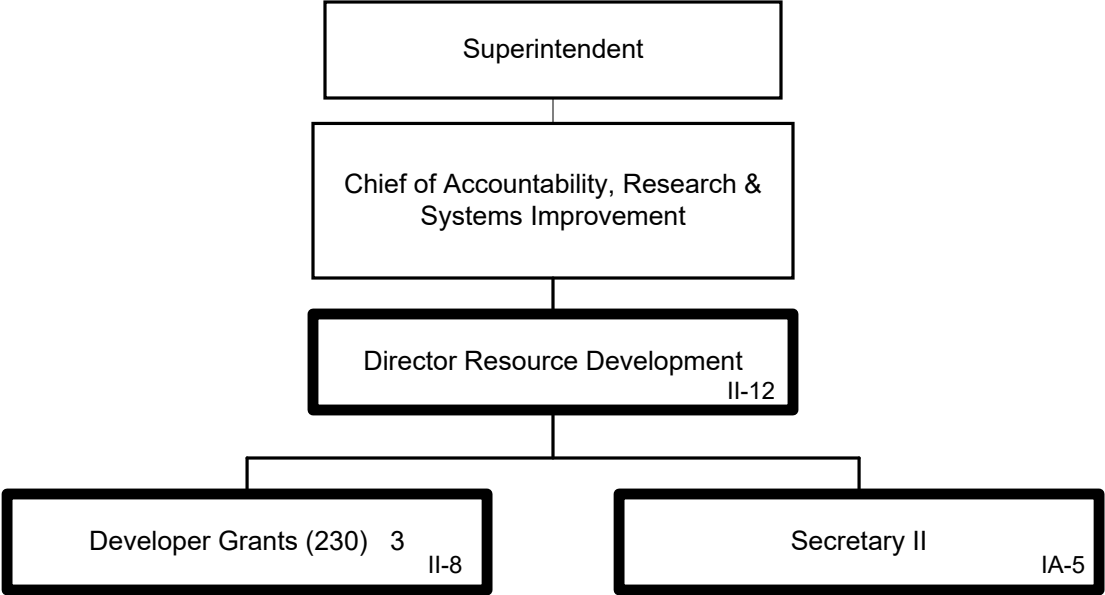 Superintendent
Chief of Accountability, Research &
Systems Improvement
Director Resource Development
II-12
Developer Grants (230) 3
II-8
Secretary II
IA-5